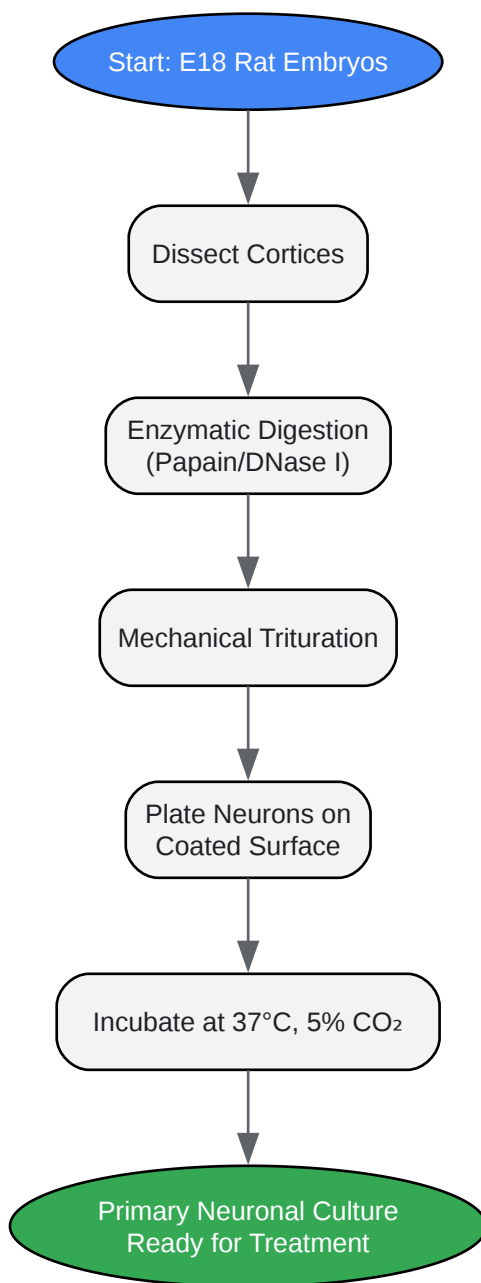 Start: E18 Rat Embryos
Dissect Cortices
Enzymatic Digestion
(Papain/DNase I)
Mechanical Trituration
Plate Neurons on
Coated Surface
Incubate at 37°C, 5% CO₂
Primary Neuronal Culture
Ready for Treatment